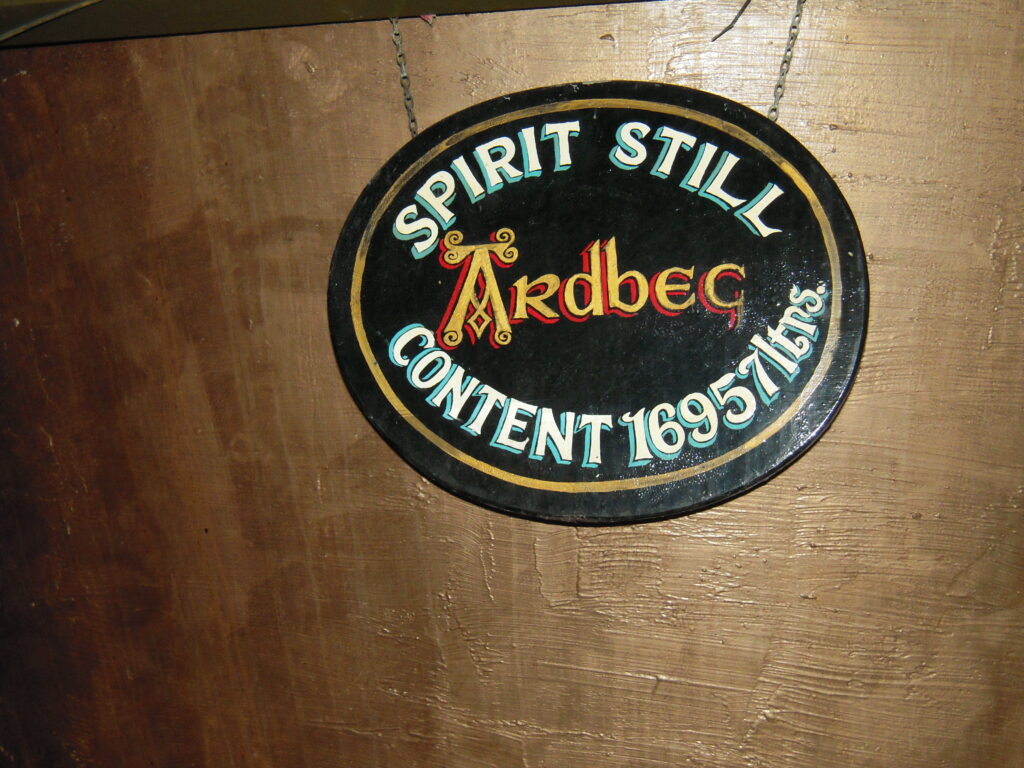 SPIRIT STILL
Ardbeg
CONTENT 16957ltrs.